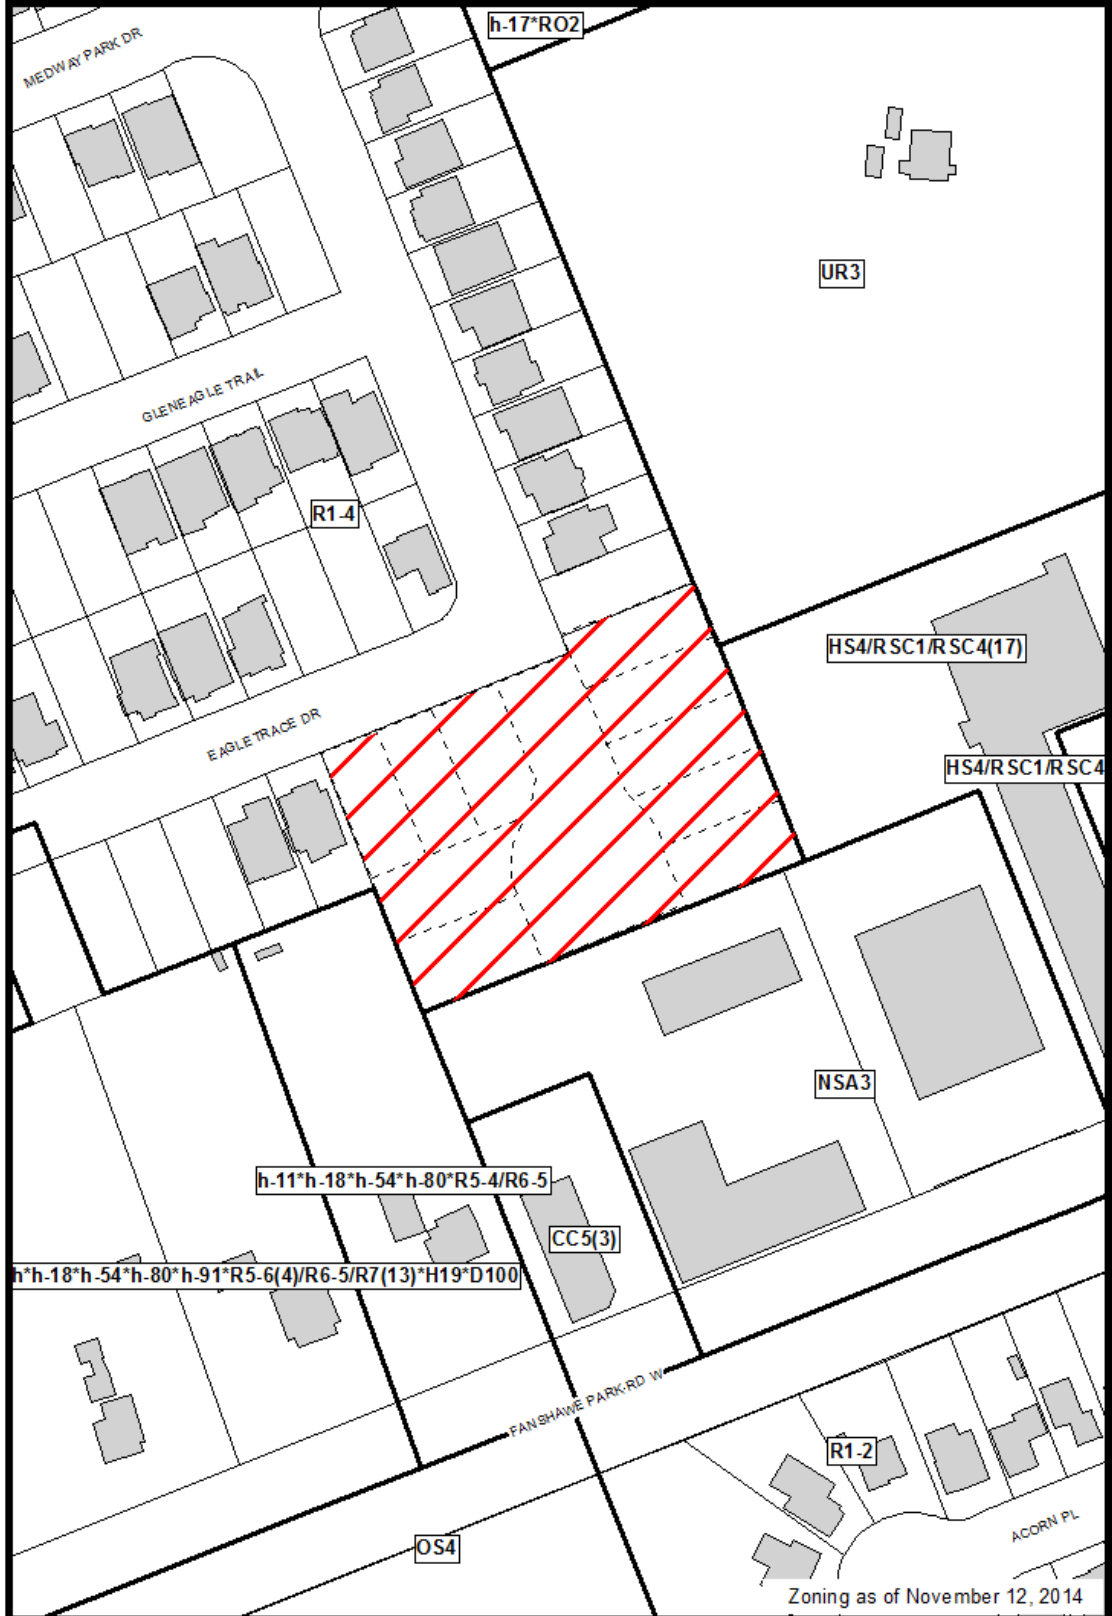 h-17*RO2
MEDWAY PARK DR
UR3
GLENEAGLE TRAIL
R1-4
HS4/RSC1/RSC4(17)
EAGLETRACE DR
HS4/RSC1/RSC4
NSA3
h-11*h-18*h-54*h-80*R5-4/R6-5
CC5(3)
h*h-18*h-54*h-80*h-91*R5-6(4)/R6-5/R7(13)*H19*D100
FANSHAWE PARK RD W
R1-2
ACORN PL
OS4
Zoning as of November 12, 2014